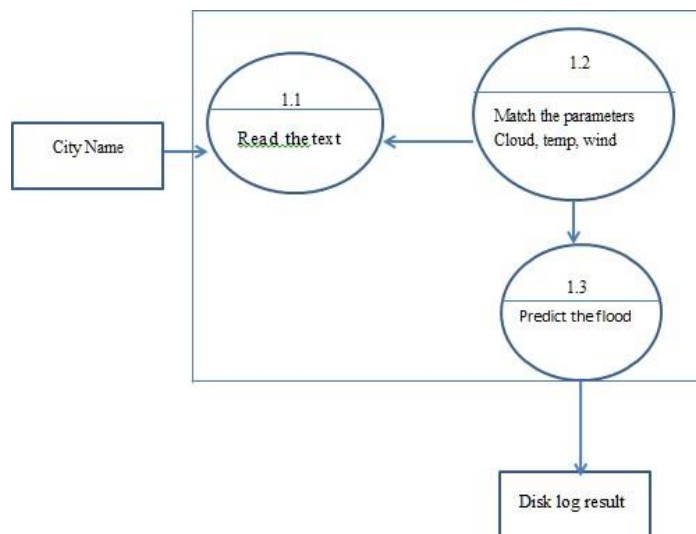 City Name
1.1
Read the text
1.2
Match the parameters
Cloud, temp, wind
1.3
Predict the flood
Disk log result